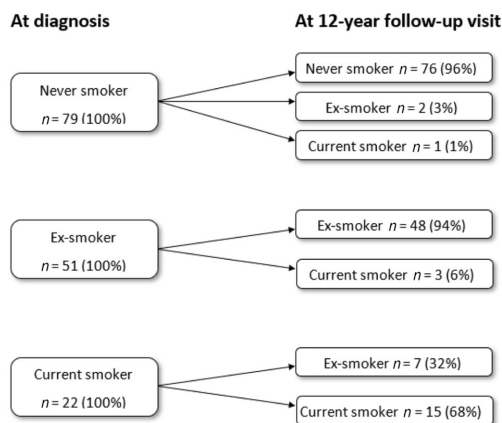 At diagnosis
At 12-year follow-up visit
Never smoker
n = 79 (100%)
Never smoker n = 76 (96%)
Ex-smoker n = 2 (3%)
Current smoker n = 1 (1%)
Ex-smoker
n = 51 (100%)
Ex-smoker n = 48 (94%)
Current smoker n = 3 (6%)
Current smoker
n = 22 (100%)
Ex-smoker n = 7 (32%)
Current smoker n = 15 (68%)